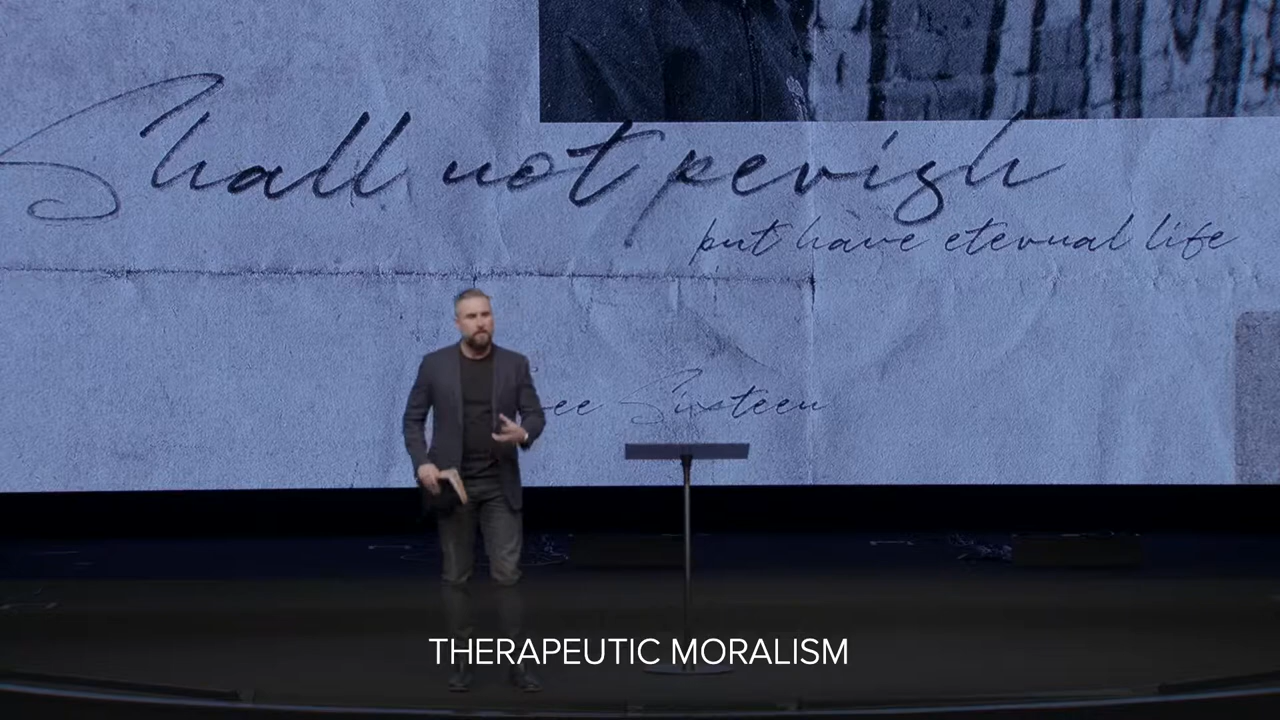 Shall not perish
but have eternal life
Sixteen
THERAPEUTIC MORALISM